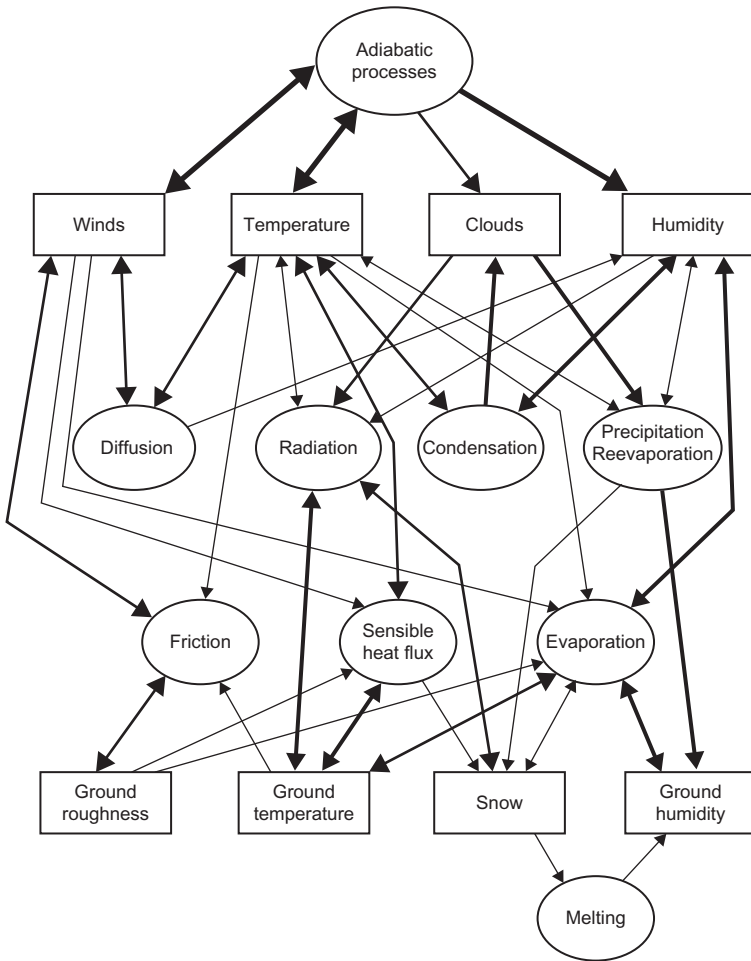 Adiabatic
processes
Winds
Temperature
Clouds
Humidity
Diffusion
Radiation
Condensation
Precipitation
Reevaporation
Friction
Sensible
heat flux
Evaporation
Ground
roughness
Ground
temperature
Snow
Ground
humidity
Melting